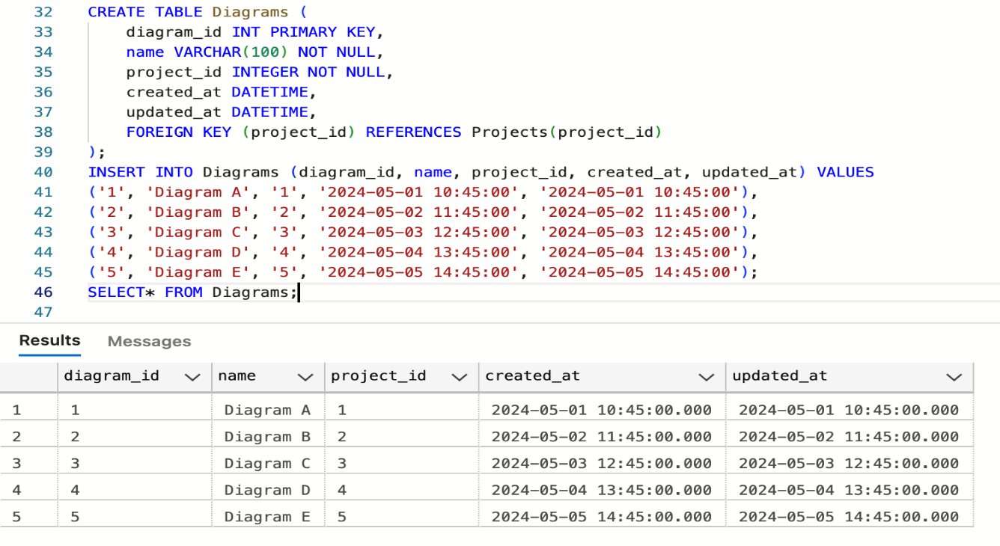 32 CREATE TABLE Diagrams (
33 diagram_id INT PRIMARY KEY,
34 name VARCHAR(100) NOT NULL,
35 project_id INTEGER NOT NULL,
36 created_at DATETIME,
37 updated_at DATETIME,
38 FOREIGN KEY (project_id) REFERENCES Projects(project_id)
39 );
40 INSERT INTO Diagrams (diagram_id, name, project_id, created_at, updated_at) VALUES
41 ('1', 'Diagram A', '1', '2024-05-01 10:45:00', '2024-05-01 10:45:00'),
42 ('2', 'Diagram B', '2', '2024-05-02 11:45:00', '2024-05-02 11:45:00'),
43 ('3', 'Diagram C', '3', '2024-05-03 12:45:00', '2024-05-03 12:45:00'),
44 ('4', 'Diagram D', '4', '2024-05-04 13:45:00', '2024-05-04 13:45:00'),
45 ('5', 'Diagram E', '5', '2024-05-05 14:45:00', '2024-05-05 14:45:00');
46 SELECT* FROM Diagrams;
47
Results Messages
diagram_id name project_id created_at updated_at
1 1 Diagram A 1 2024-05-01 10:45:00.000 2024-05-01 10:45:00.000
2 2 Diagram B 2 2024-05-02 11:45:00.000 2024-05-02 11:45:00.000
3 3 Diagram C 3 2024-05-03 12:45:00.000 2024-05-03 12:45:00.000
4 4 Diagram D 4 2024-05-04 13:45:00.000 2024-05-04 13:45:00.000
5 5 Diagram E 5 2024-05-05 14:45:00.000 2024-05-05 14:45:00.000